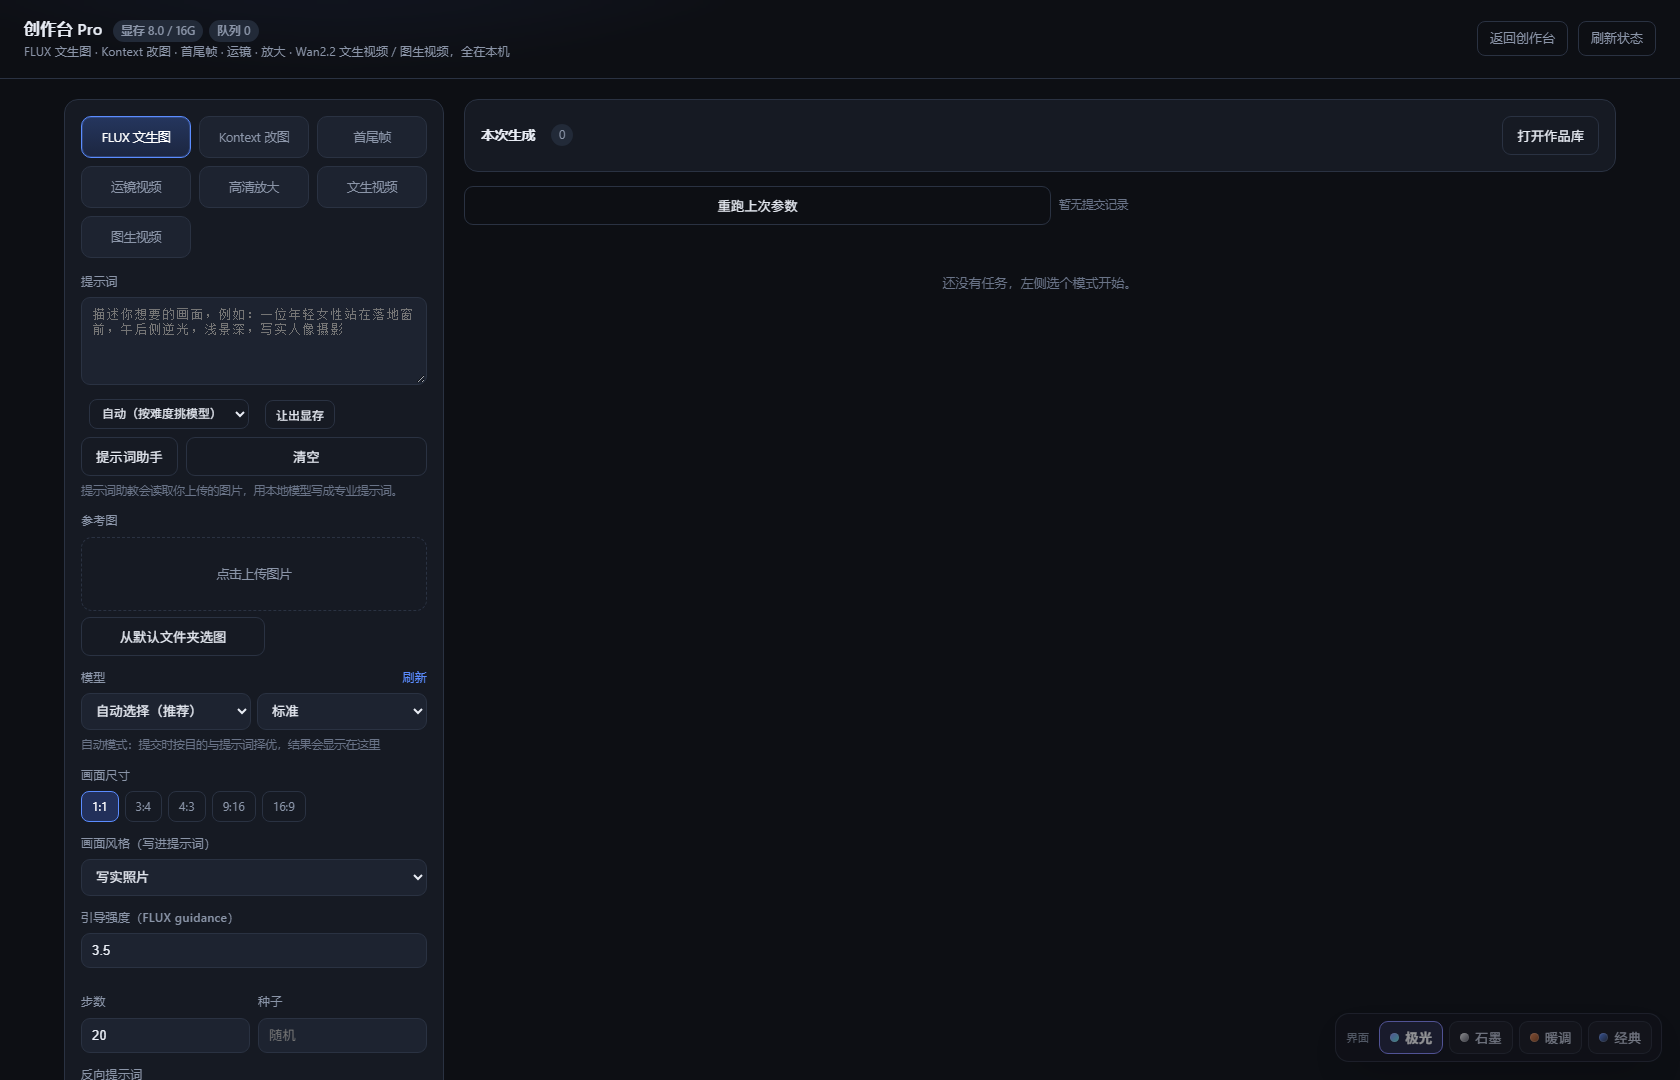 创作台 Pro 显存 8.0 / 16G 队列 0
FLUX 文生图 · Kontext 改图 · 首尾帧 · 运镜 · 放大 · Wan2.2 文生视频 / 图生视频，全在本机
返回创作台 刷新状态
FLUX 文生图 Kontext 改图 首尾帧
运镜视频 高清放大 文生视频
图生视频
提示词
描述你想要的画面，例如：一位年轻女性站在落地窗
前，午后侧逆光，浅景深，写实人像摄影
自动（按难度挑模型） 让出显存
提示词助手 清空
提示词助教会读取你上传的图片，用本地模型写成专业提示词。
参考图
点击上传图片
从默认文件夹选图
模型 刷新
自动选择（推荐） 标准
自动模式：提交时按目的与提示词择优，结果会显示在这里
画面尺寸
1:1 3:4 4:3 9:16 16:9
画面风格（写进提示词）
写实照片
引导强度（FLUX guidance）
3.5
步数 种子
20 随机
反向提示词
本次生成 0 打开作品库
重跑上次参数 暂无提交记录
还没有任务，左侧选个模式开始。
界面 极光 石墨 暖调 经典